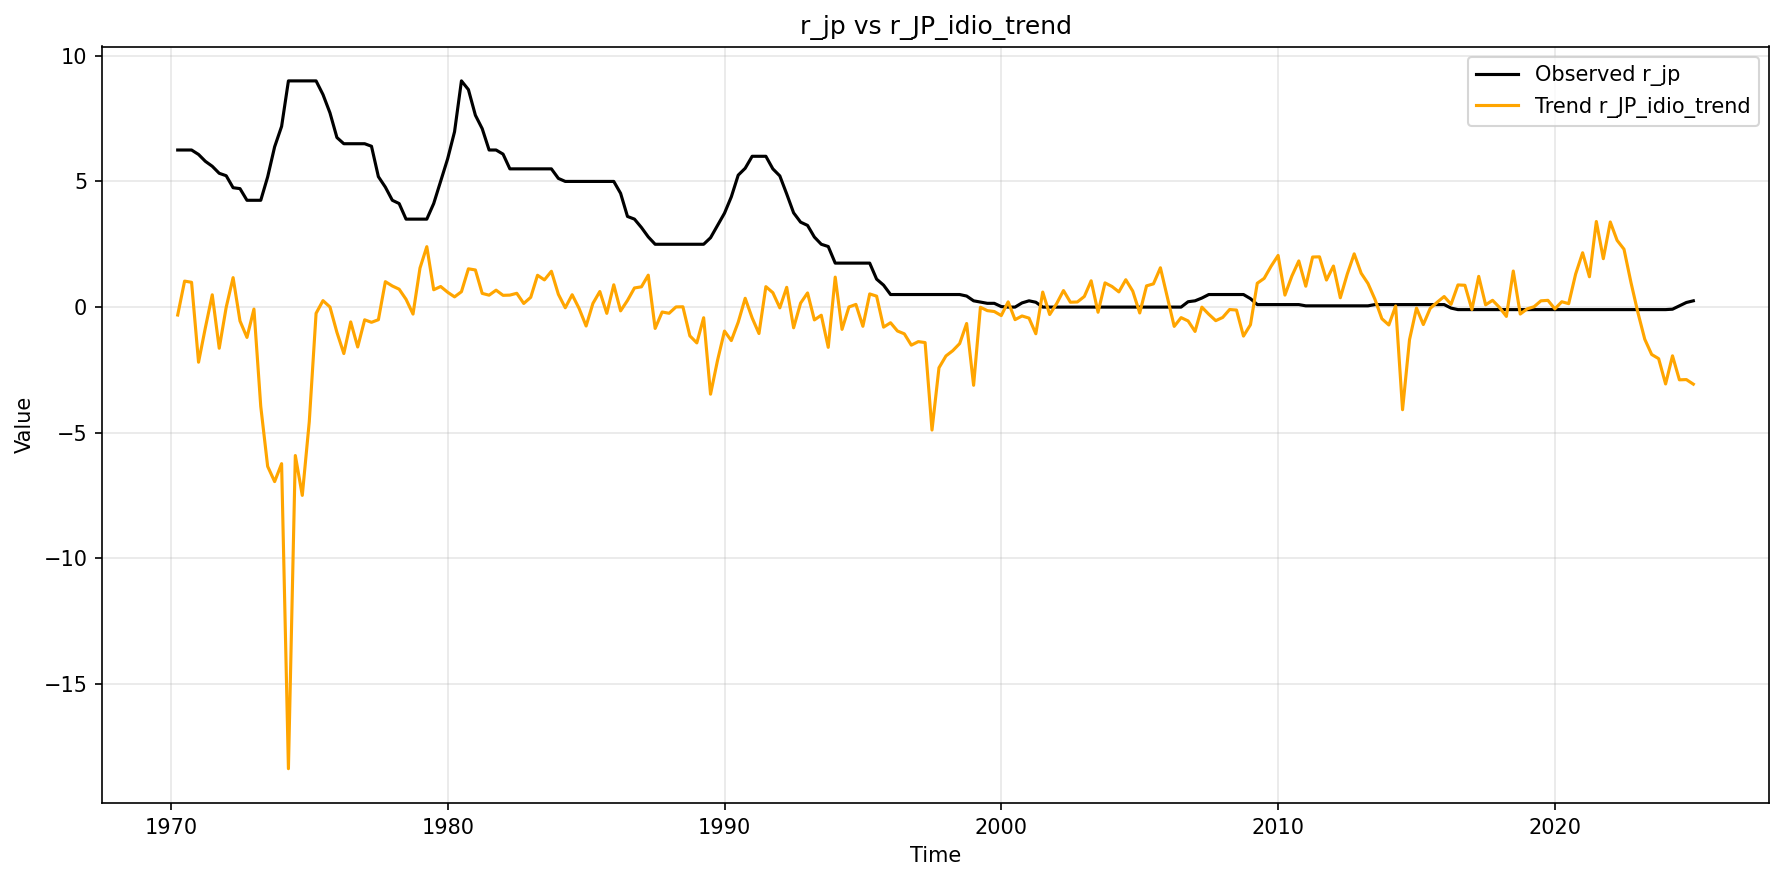 r_jp vs r_JP_idio_trend
Observed r_jp
Trend r_JP_idio_trend
10
5
0
−5
−10
−15
Value
1970
1980
1990
2000
2010
2020
Time